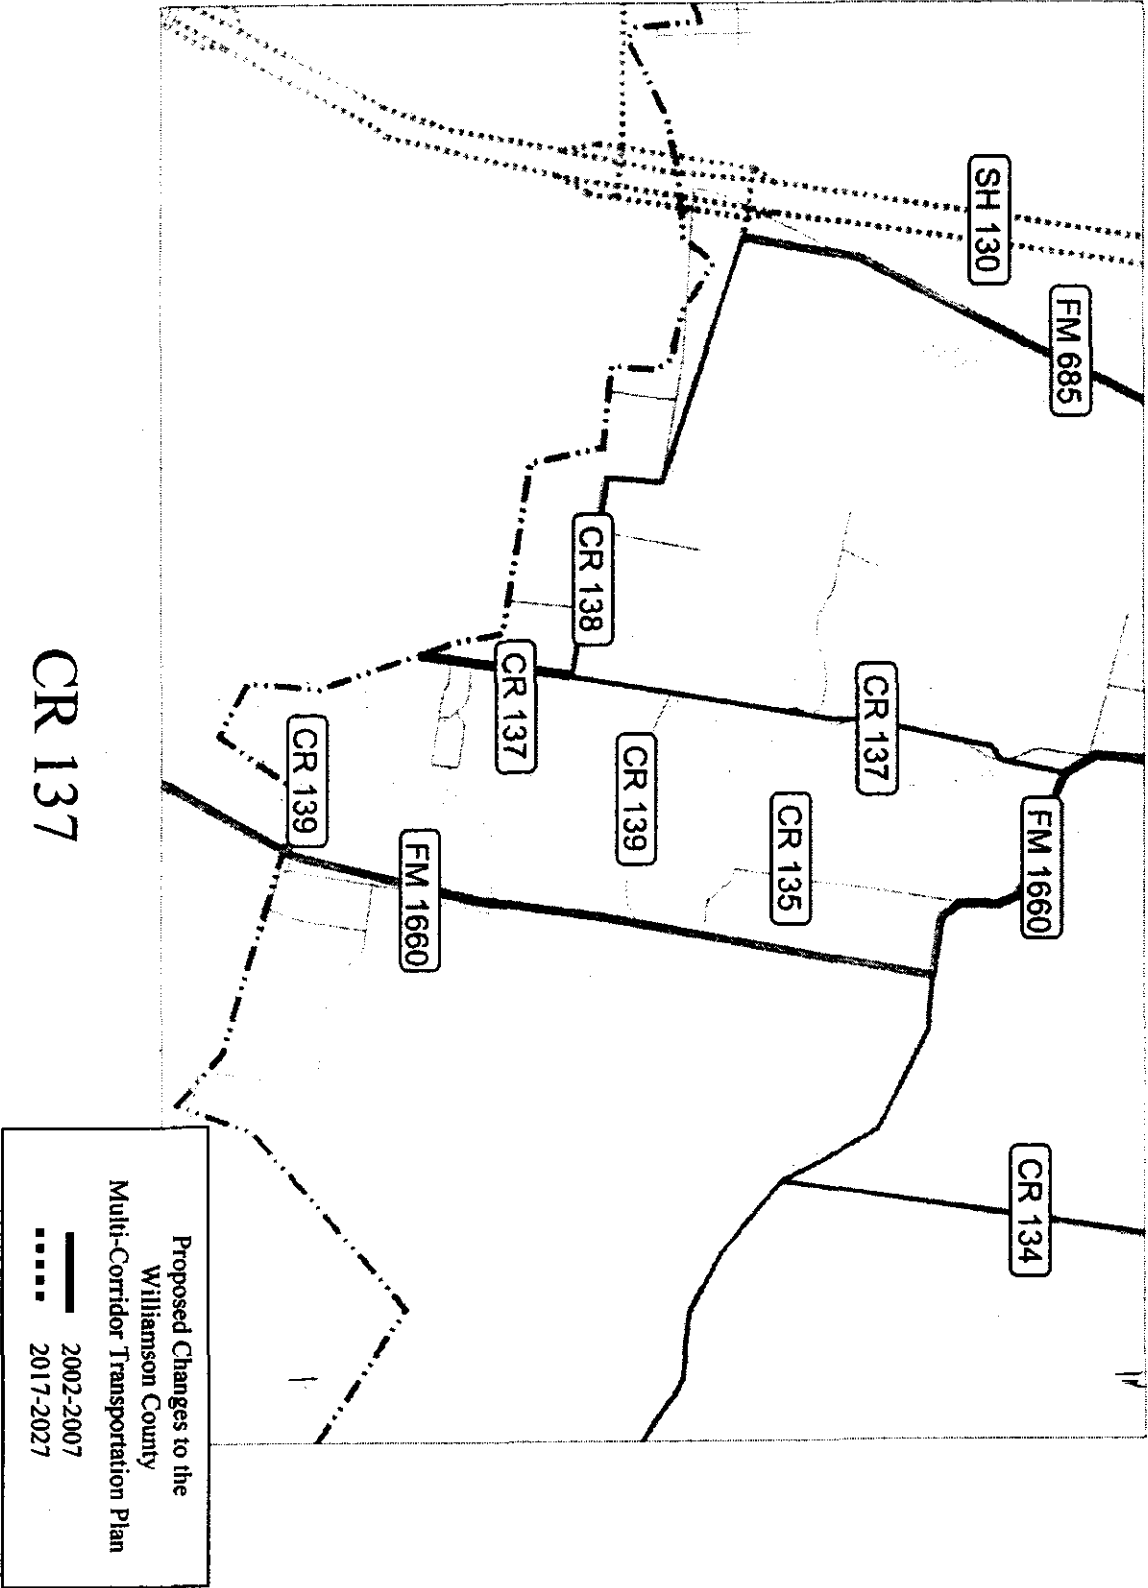 FM 685
FM 1660
CR 134
SH 130
CR 137
CR 135
CR 139
CR 138
CR 137
FM 1660
CR 139
Proposed Changes to the
Williamson County
Multi-Corridor Transportation Plan
2002-2007
2017-2027
CR 137